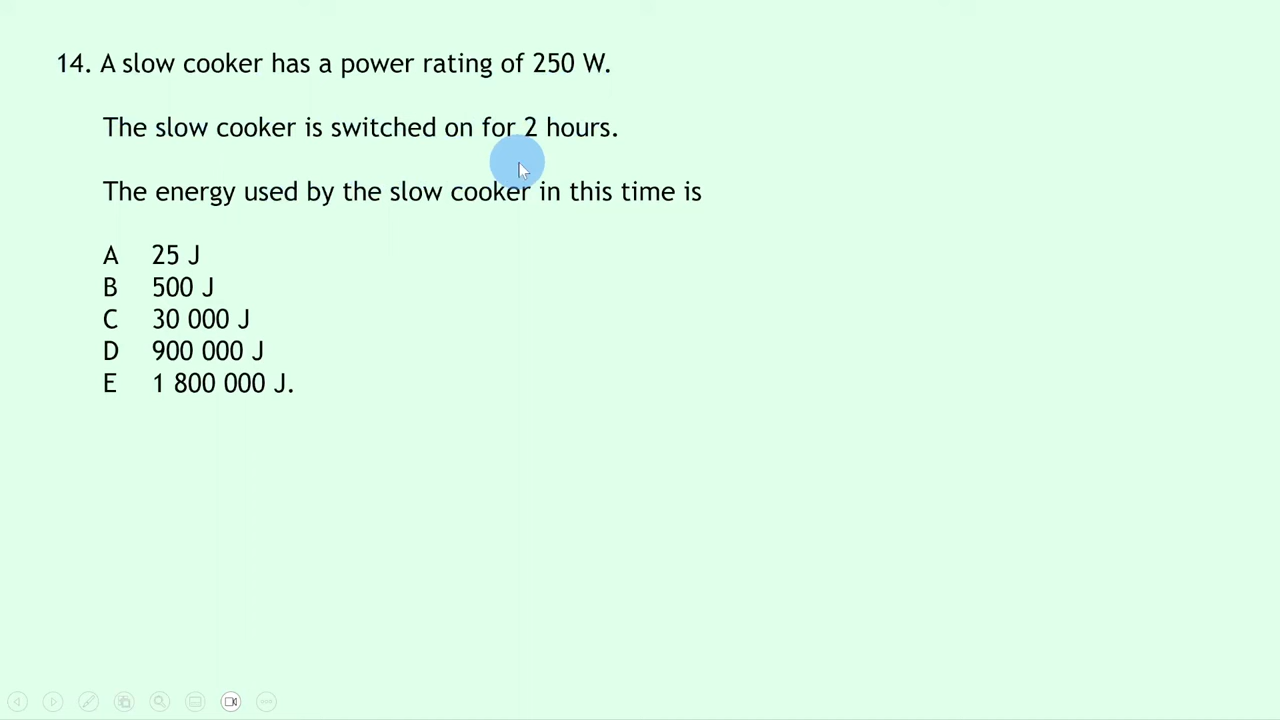 14. A slow cooker has a power rating of 250 W.
The slow cooker is switched on for 2 hours.
The energy used by the slow cooker in this time is
A 25 J
B 500 J
C 30 000 J
D 900 000 J
E 1 800 000 J.